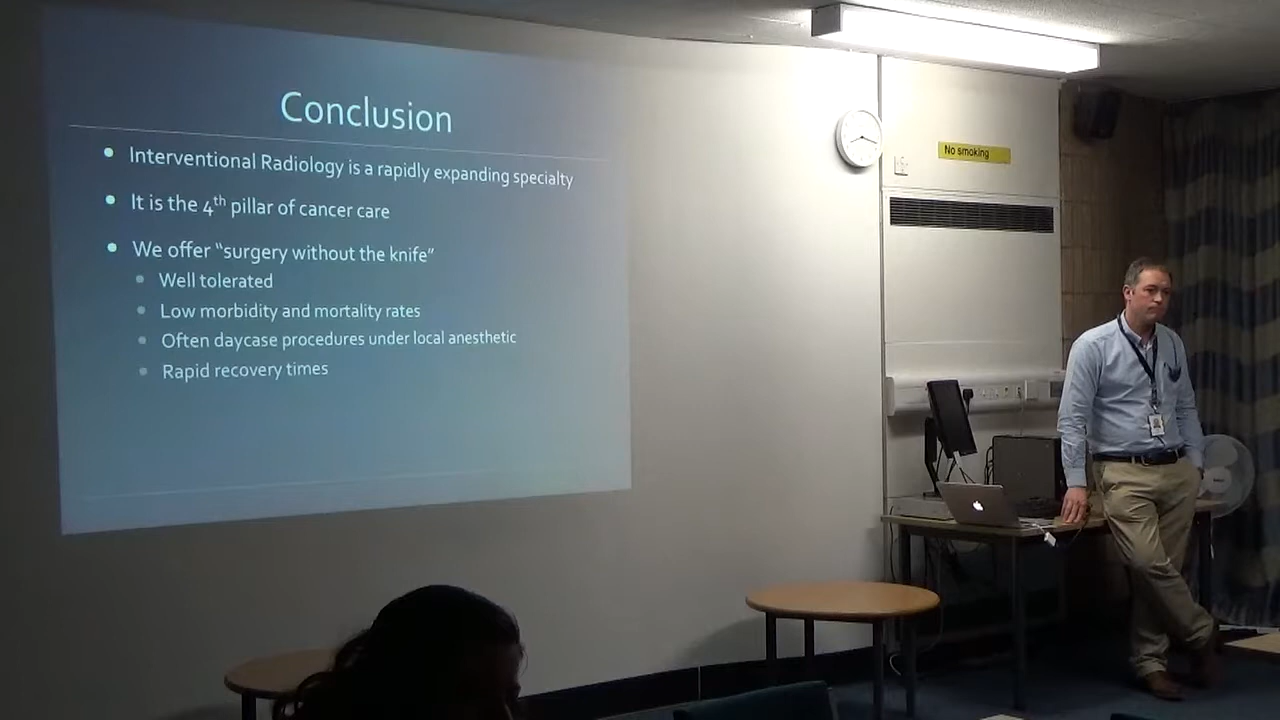 Conclusion
Interventional Radiology is a rapidly expanding specialty
It is the 4th pillar of cancer care
We offer “surgery without the knife”
Well tolerated
Low morbidity and mortality rates
Often daycase procedures under local anesthetic
Rapid recovery times
No smoking